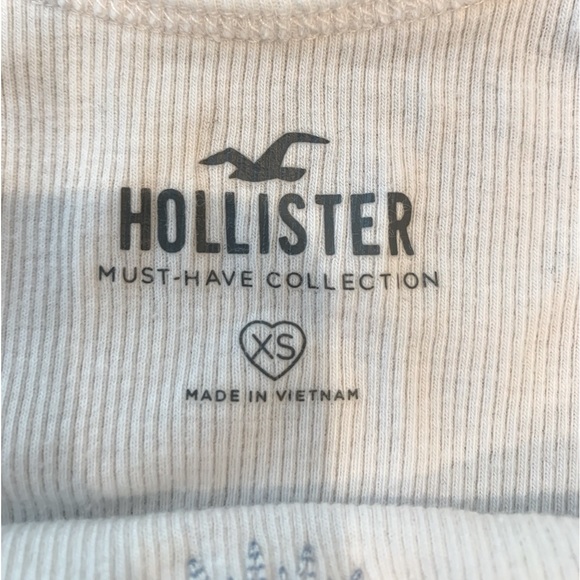 HOLLISTER
MUST-HAVE COLLECTION
XS
MADE IN VIETNAM